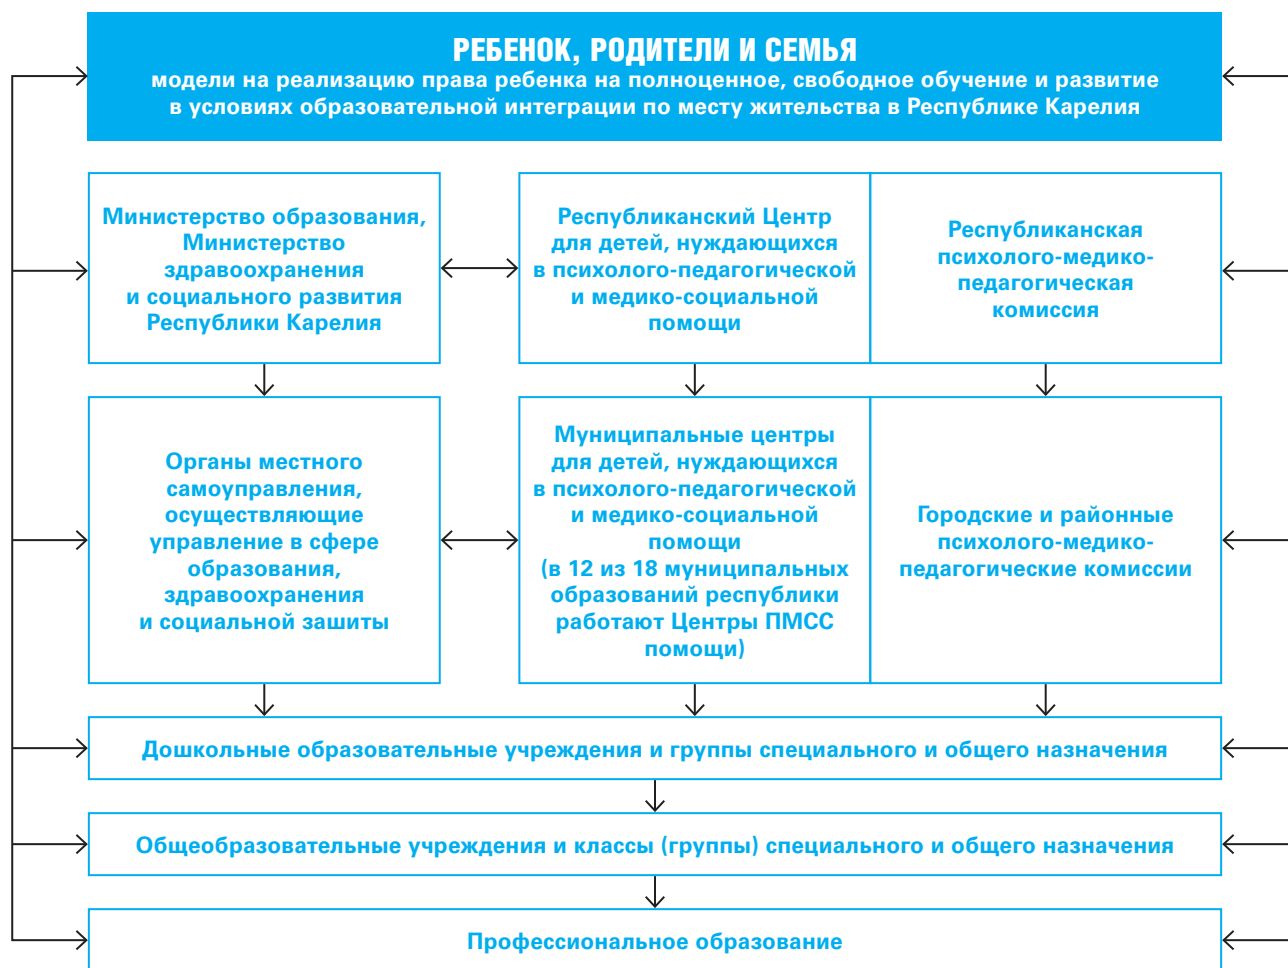 РЕБЕНОК, РОДИТЕЛИ И СЕМЬЯ
модели на реализацию права ребенка на полноценное, свободное обучение и развитие
в условиях образовательной интеграции по месту жительства в Республике Карелия
Министерство образования,
Министерство
здравоохранения
и социального развития
Республики Карелия
Республиканский Центр
для детей, нуждающихся
в психолого-педагогической
и медико-социальной
помощи
Республиканская
психолого-медико-
педагогическая
комиссия
Органы местного
самоуправления,
осуществляющие
управление в сфере
образования,
здравоохранения
и социальной зашиты
Муниципальные центры
для детей, нуждающихся
в психолого-педагогической
и медико-социальной
помощи
(в 12 из 18 муниципальных
образований республики
работают Центры ПМСС
помощи)
Городские и районные
психолого-медико-
педагогические комиссии
Дошкольные образовательные учреждения и группы специального и общего назначения
Общеобразовательные учреждения и классы (группы) специального и общего назначения
Профессиональное образование